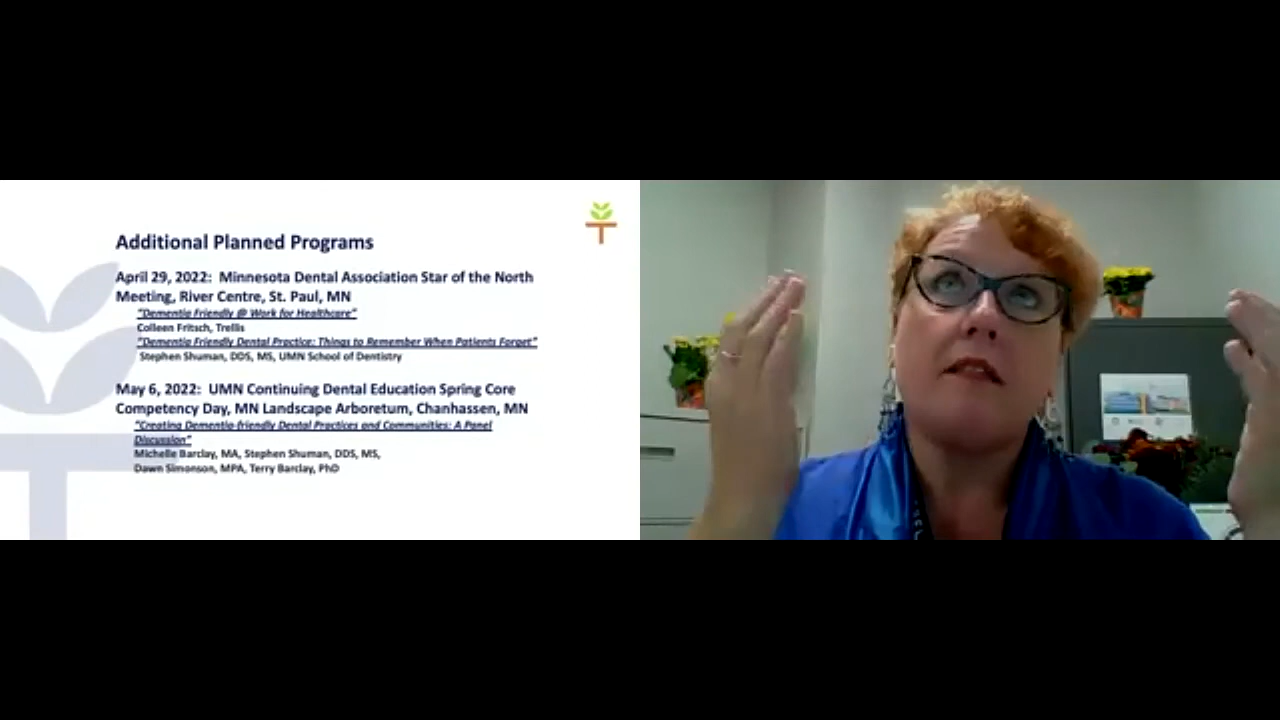 Additional Planned Programs
April 29, 2022: Minnesota Dental Association Star of the North
Meeting, River Centre, St. Paul, MN
"Dementia Friendly @ Work for Healthcare"
Colleen Fritsch, Trellis
"Dementia Friendly Dental Practice: Things to Remember When Patients Forget"
Stephen Shuman, DDS, MS, UMN School of Dentistry
May 6, 2022: UMN Continuing Dental Education Spring Core
Competency Day, MN Landscape Arboretum, Chanhassen, MN
"Creating Dementia-friendly Dental Practices and Communities: A Panel
Discussion"
Michelle Barclay, MA, Stephen Shuman, DDS, MS,
Dawn Simonson, MPA, Terry Barclay, PhD